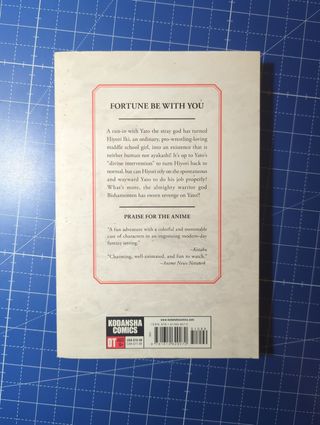 FORTUNE BE WITH YOU
A run-in with Yato the stray god has turned
Hiyori Iki, an ordinary, pro-wrestling-loving
middle school girl, into an existence that is
neither human nor ayakashi! It's up to Yato's
"divine intervention" to turn Hiyori back to
normal, but can Hiyori rely on the spontaneous
and wayward Yato to do his job properly?
What's more, the almighty warrior god
Bishamonten has sworn revenge on Yato!!
PRAISE FOR THE ANIME
"A fun adventure with a colorful and memorable
cast of characters in an ingenious modern-day
fantasy setting."
—Kotaku
"Charming, well-animated, and fun to watch."
—Anime News Network
KODANSHA
COMICS
OT
www.kodanshacomics.com